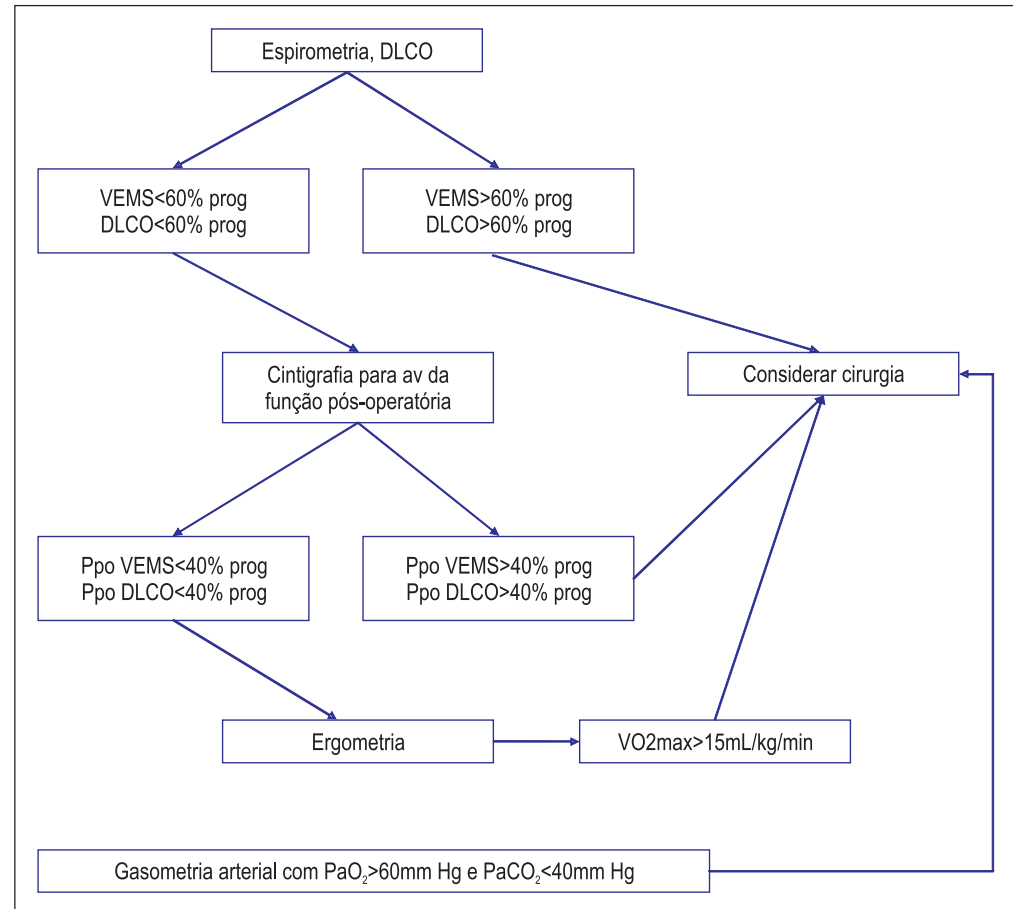 Espirometria, DLCO
VEMS<60% prog
DLCO<60% prog
VEMS>60% prog
DLCO>60% prog
Cintigrafia para av da
função pós-operatória
Considerar cirurgia
Ppo VEMS<40% prog
Ppo DLCO<40% prog
Ppo VEMS>40% prog
Ppo DLCO>40% prog
Ergometria
VO2max>15mL/kg/min
Gasometria arterial com PaO₂>60mm Hg e PaCO₂<40mm Hg